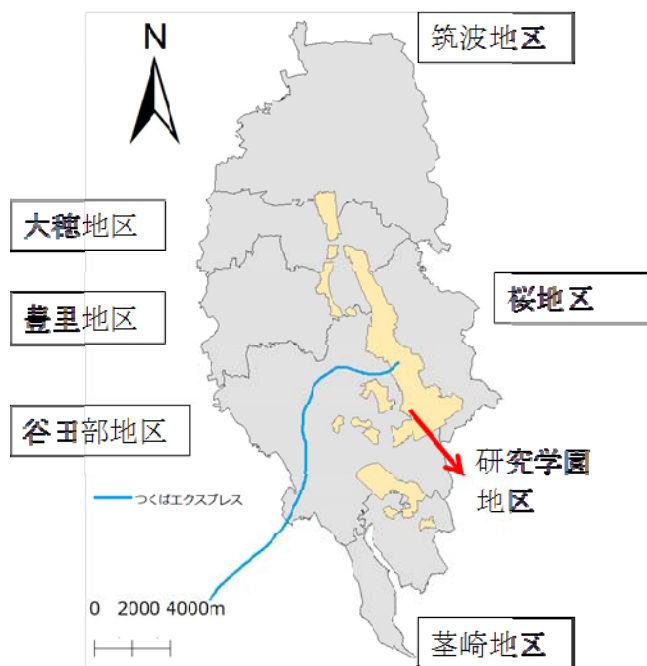 N
筑波地区
大穂地区
豊里地区
桜地区
谷田部地区
研究学園
地区
つくばエクスプレス
0 2000 4000m
茎崎地区